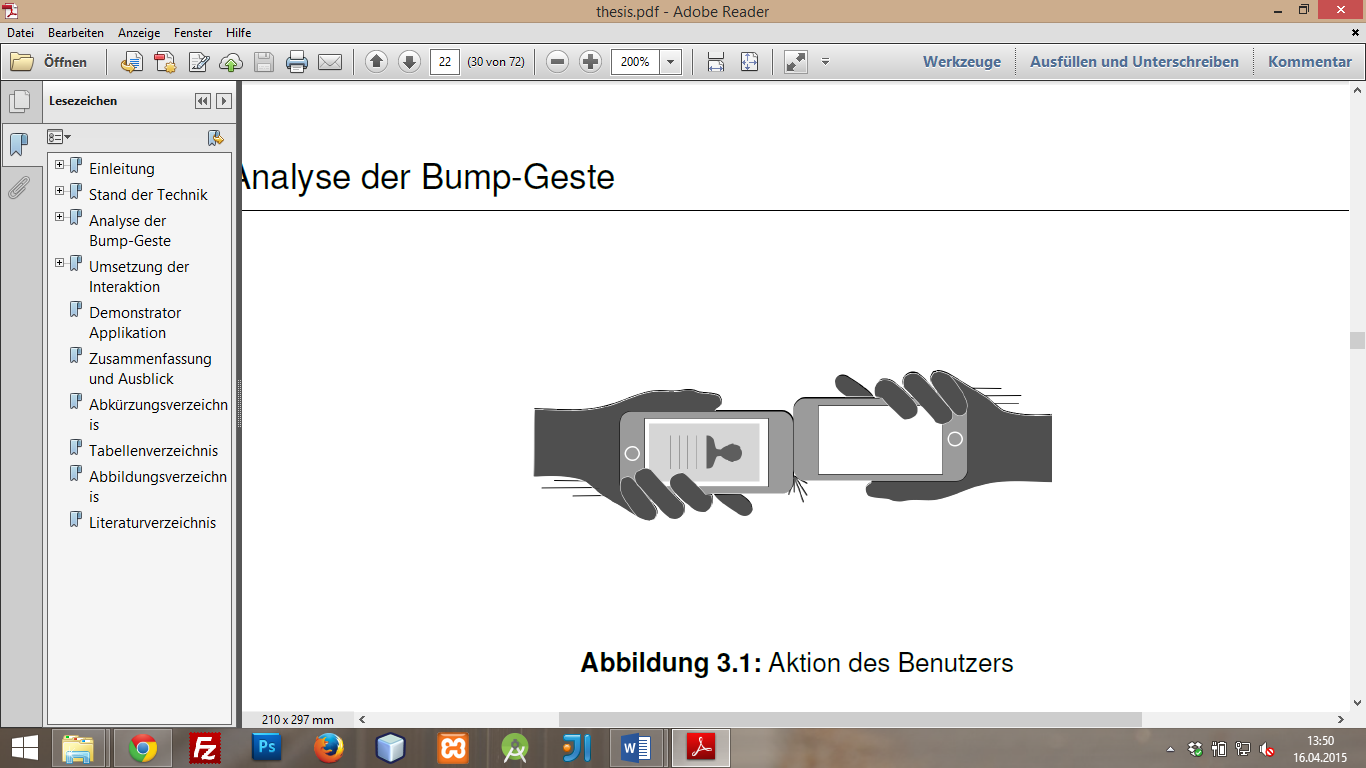 thesis.pdf - Adobe Reader
Datei Bearbeiten Anzeige Fenster Hilfe
Öffnen
22 (30 von 72) 200%
Werkzeuge Ausfüllen und Unterschreiben Kommentar
Lesezeichen
Einleitung
Stand der Technik
Analyse der
Bump-Geste
Umsetzung der
Interaktion
Demonstrator
Applikation
Zusammenfassung
und Ausblick
Abkürzungsverzeichn
is
Tabellenverzeichnis
Abbildungsverzeichn
is
Literaturverzeichnis
Analyse der Bump-Geste
Abbildung 3.1: Aktion des Benutzers
210 x 297 mm
Fz
Ps
W
13:50
16.04.2015